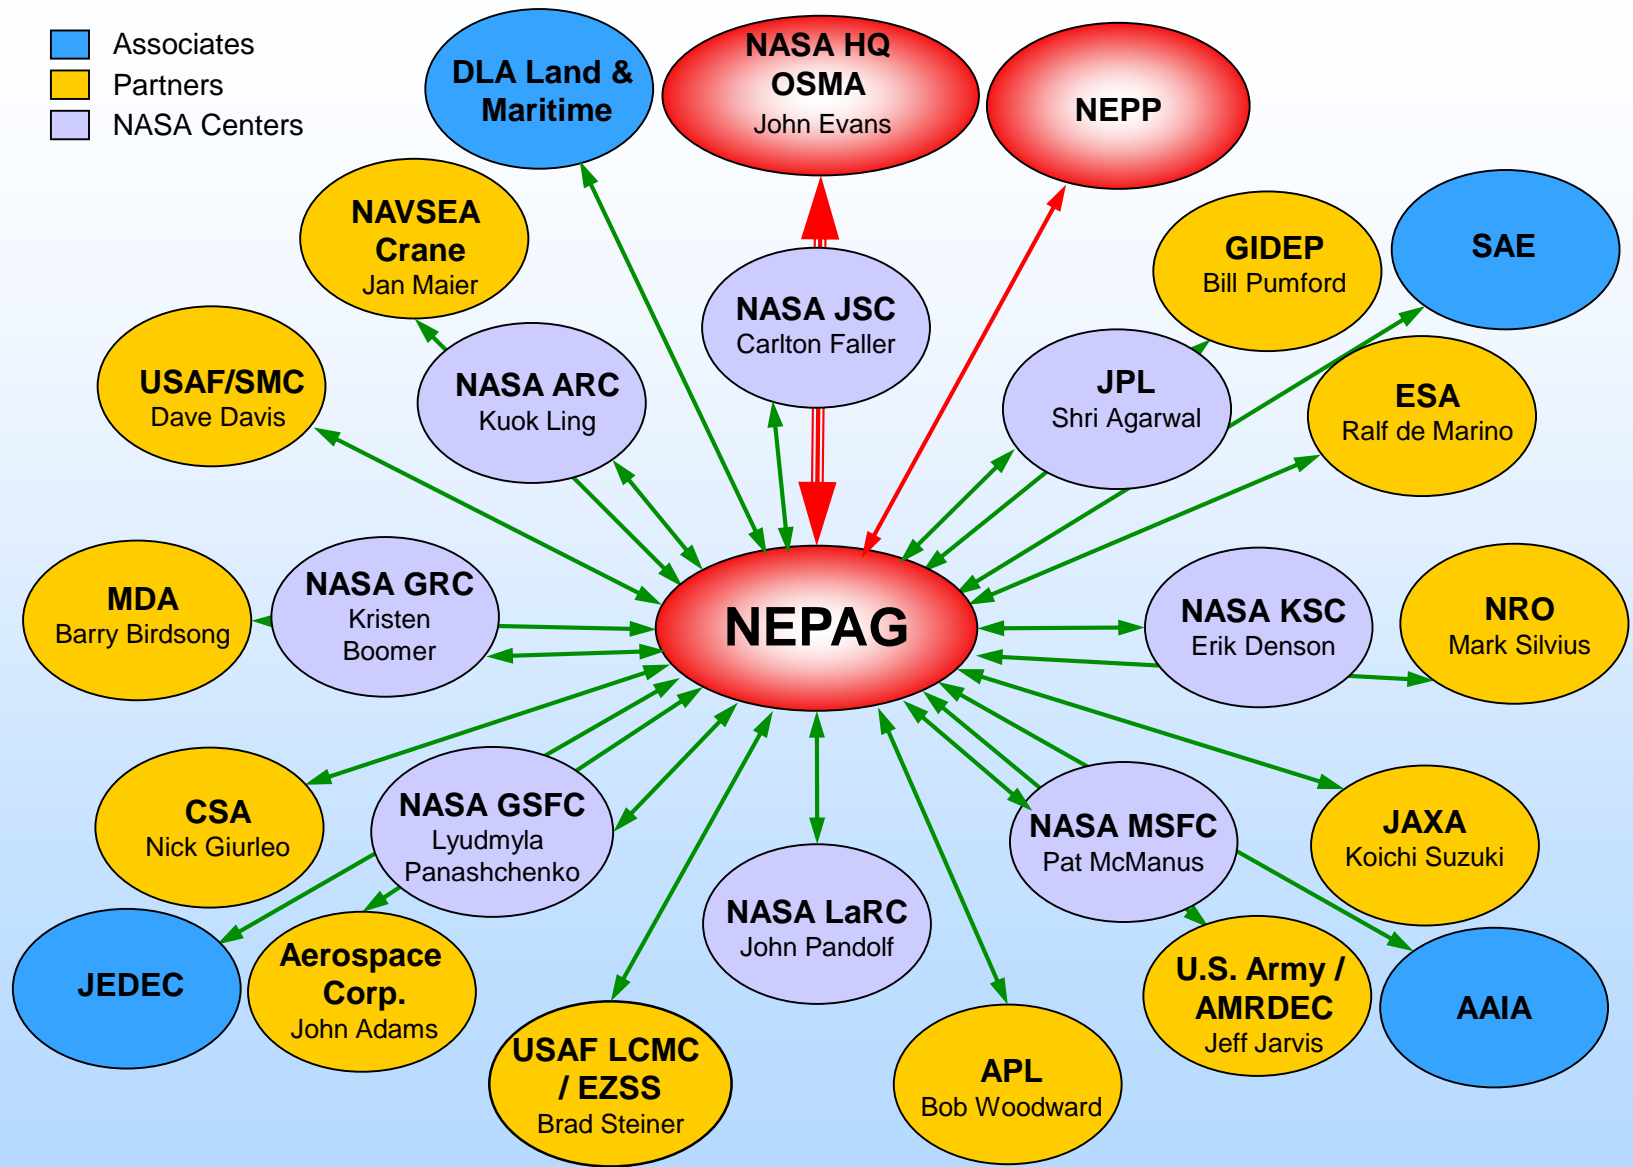 Associates
Partners
NASA Centers
DLA Land &
Maritime
NASA HQ
OSMA
John Evans
NEPP
NAVSEA
Crane
Jan Maier
GIDEP
Bill Pumford
SAE
USAF/SMC
Dave Davis
NASA ARC
Kuok Ling
NASA JSC
Carlton Faller
JPL
Shri Agarwal
ESA
Ralf de Marino
MDA
Barry Birdsong
NASA GRC
Kristen
Boomer
NEPAG
NASA KSC
Erik Denson
NRO
Mark Silvius
CSA
Nick Giurleo
NASA GSFC
Lyudmyla
Panashchenko
NASA LaRC
John Pandolf
NASA MSFC
Pat McManus
JAXA
Koichi Suzuki
JEDEC
Aerospace
Corp.
John Adams
USAF LCMC
/ EZSS
Brad Steiner
APL
Bob Woodward
U.S. Army /
AMRDEC
Jeff Jarvis
AAIA